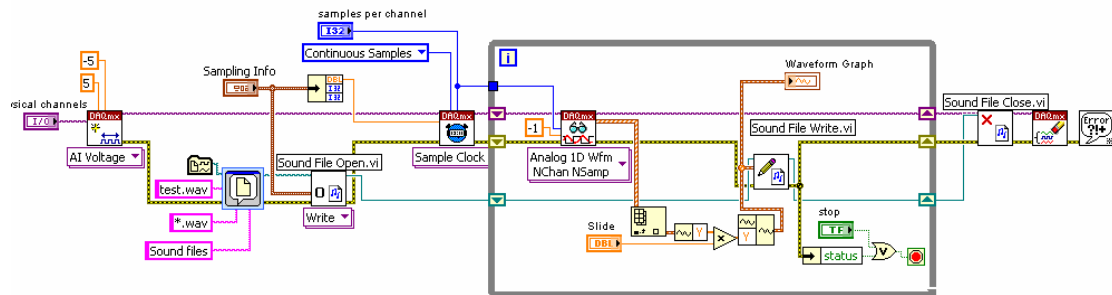 samples per channel
I32
Continuous Samples
i
-5
5
Sampling Info
DBL
I32
I32
Waveform Graph
sical channels
I/O
DAQmx
DAQmx
DAQmx
Sound File Close.vi
DAQmx
Error
?!+
AI Voltage
Sound File Open.vi
Sample Clock
-1
Analog 1D Wfm
NChan NSamp
Sound File Write.vi
test.wav
*.wav
Write
Sound files
Slide
DBL
Y
Y
stop
TF
status